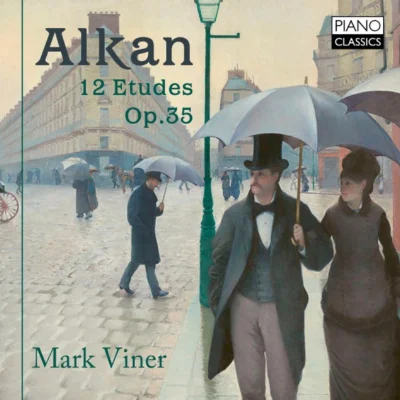 Alkan
12 Etudes
Op.35
PIANO
CLASSICS
Mark Viner